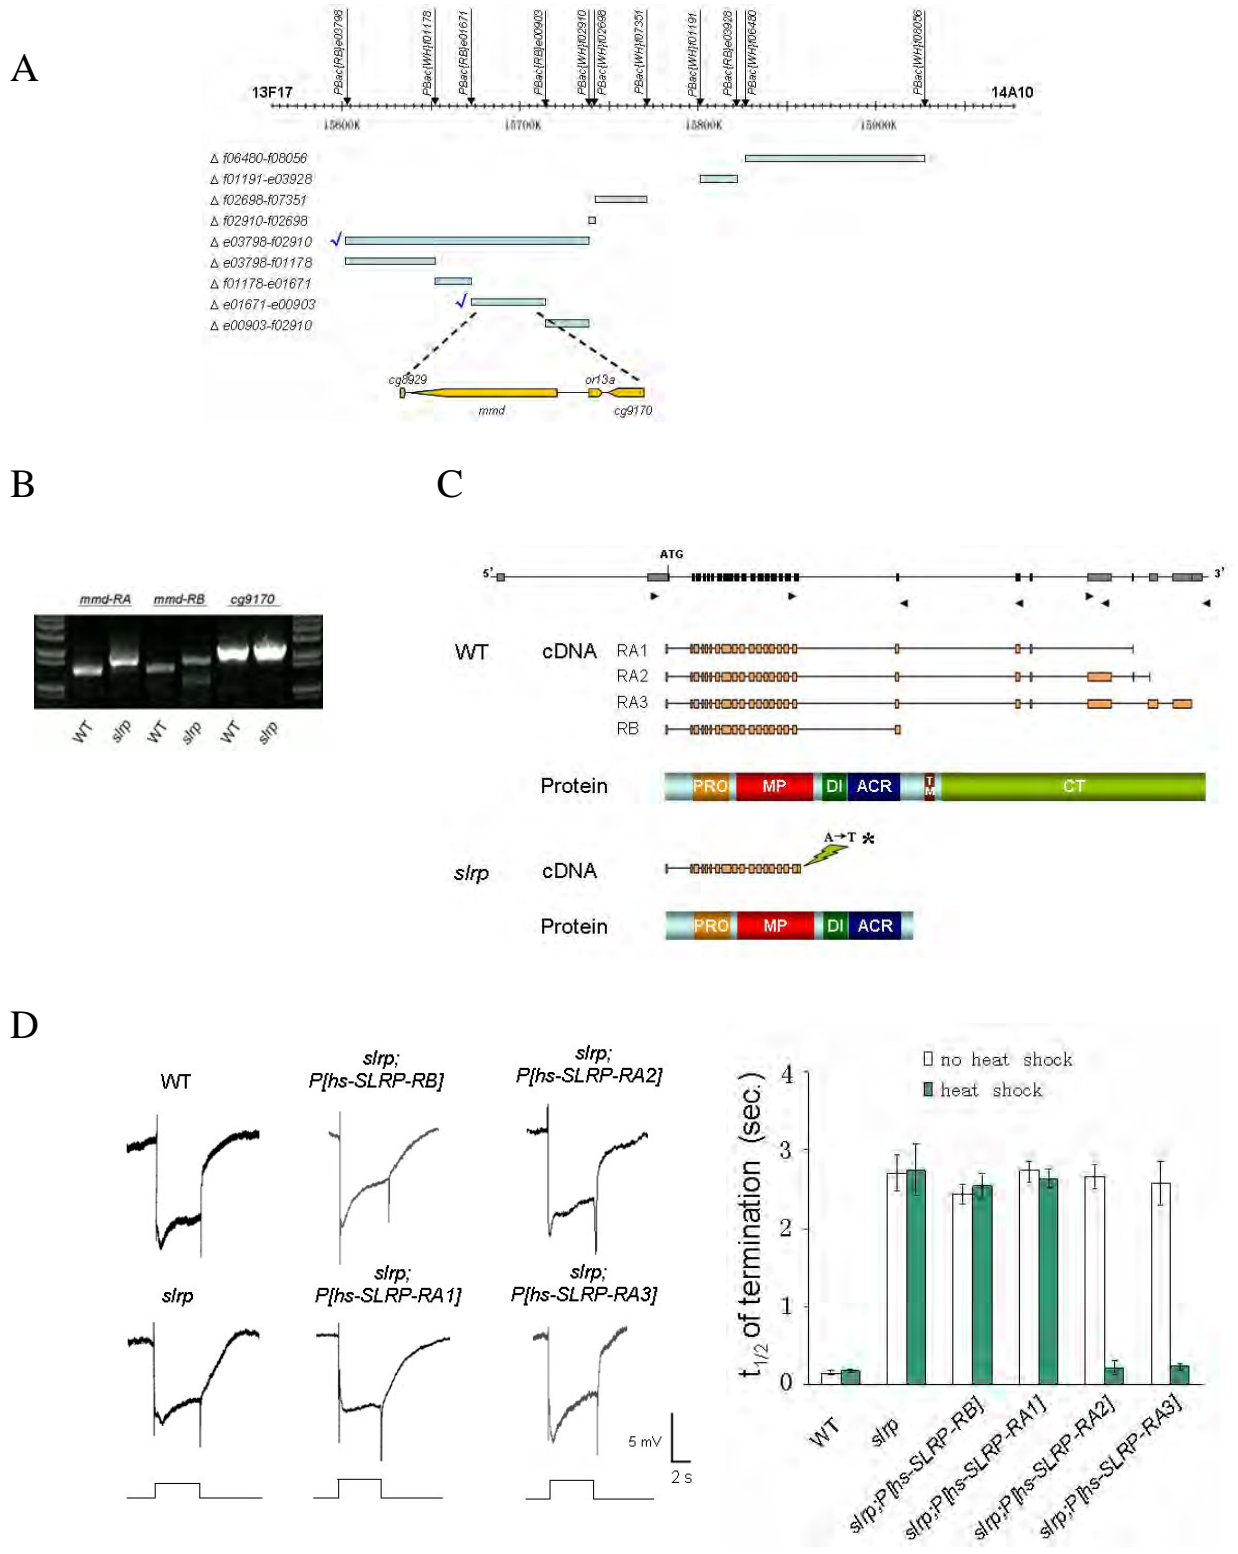 A
PBac{RB}e03798
PBac{WH}f01178
PBac{RB}e01671
PBac{RB}e00903
PBac{WH}f02910
PBac{WH}f02698
PBac{WH}f07351
PBac{WH}f01191
PBac{RB}e03928
PBac{WH}f06480
PBac{WH}f08056
13F17
14A10
15600K
15700K
15800K
15900K
Δ f06480-f08056
Δ f01191-e03928
Δ f02698-f07351
Δ f02910-f02698
√ Δ e03798-f02910
Δ e03798-f01178
Δ f01178-e01671
√ Δ e01671-e00903
Δ e00903-f02910
cg8929
or13a
mmd
cg9170
B
mmd-RA mmd-RB cg9170
WT slrp WT slrp WT slrp
C
ATG
5'
3'
WT cDNA RA1
RA2
RA3
RB
Protein PRO MP DI ACR TM CT
A→T *
slrp cDNA
Protein PRO MP DI ACR
D
WT
slrp;
P[hs-SLRP-RB]
slrp;
P[hs-SLRP-RA2]
slrp
slrp;
P[hs-SLRP-RA1]
slrp;
P[hs-SLRP-RA3]
5 mV
2 s
no heat shock
heat shock
t1/2 of termination (sec.)
4
3
2
1
0
WT
slrp
slrp;P[hs-SLRP-RB]
slrp;P[hs-SLRP-RA1]
slrp;P[hs-SLRP-RA2]
slrp;P[hs-SLRP-RA3]